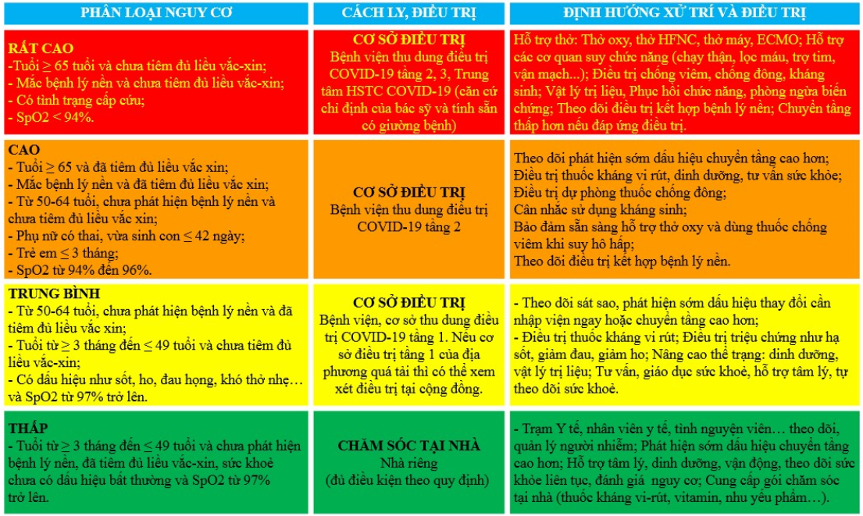 PHÂN LOẠI NGUY CƠ
CÁCH LY, ĐIỀU TRỊ
ĐỊNH HƯỚNG XỬ TRÍ VÀ ĐIỀU TRỊ
RẤT CAO
-Tuổi ≥ 65 tuổi và chưa tiêm đủ liều vắc-xin;
- Mắc bệnh lý nền và chưa tiêm đủ liều vắc-xin;
- Có tình trạng cấp cứu;
- SpO2 < 94%.
CƠ SỞ ĐIỀU TRỊ
Bệnh viện thu dung điều trị
COVID-19 tầng 2, 3, Trung
tâm HSTC COVID-19 (căn cứ
chỉ định của bác sỹ và tính sẵn
có giường bệnh)
Hỗ trợ thở: Thở oxy, thở HFNC, thở máy, ECMO; Hỗ trợ
các cơ quan suy chức năng (chạy thận, lọc máu, trợ tim,
vận mạch...); Điều trị chống viêm, chống đông, kháng
sinh; Vật lý trị liệu, Phục hồi chức năng, phòng ngừa biến
chứng; Theo dõi điều trị kết hợp bệnh lý nền; Chuyển tầng
thấp hơn nếu đáp ứng điều trị.
CAO
- Tuổi ≥ 65 và đã tiêm đủ liều vắc xin;
- Mắc bệnh lý nền và đã tiêm đủ liều vắc xin;
- Từ 50-64 tuổi, chưa phát hiện bệnh lý nền và
chưa tiêm đủ liều vắc xin;
- Phụ nữ có thai, vừa sinh con ≤ 42 ngày;
- Trẻ em ≤ 3 tháng;
- SpO2 từ 94% đến 96%.
CƠ SỞ ĐIỀU TRỊ
Bệnh viện thu dung điều trị
COVID-19 tầng 2
Theo dõi phát hiện sớm dấu hiệu chuyển tầng cao hơn;
Điều trị thuốc kháng vi rút, dinh dưỡng, tư vấn sức khỏe;
Điều trị dự phòng thuốc chống đông;
Cân nhắc sử dụng kháng sinh;
Bảo đảm sẵn sàng hỗ trợ thở oxy và dùng thuốc chống
viêm khi suy hô hấp;
Theo dõi điều trị kết hợp bệnh lý nền.
TRUNG BÌNH
- Từ 50-64 tuổi, chưa phát hiện bệnh lý nền và đã
tiêm đủ liều vắc xin;
- Tuổi từ ≥ 3 tháng đến ≤ 49 tuổi và chưa tiêm đủ
liều vắc-xin;
- Có dấu hiệu như sốt, ho, đau họng, khó thở nhẹ…
và SpO2 từ 97% trở lên.
CƠ SỞ ĐIỀU TRỊ
Bệnh viện, cơ sở thu dung điều
trị COVID-19 tầng 1. Nếu cơ
sở điều trị tầng 1 của địa
phương quá tải thì có thể xem
xét điều trị tại cộng đồng.
- Theo dõi sát sao, phát hiện sớm dấu hiệu thay đổi cần
nhập viện ngay hoặc chuyển tầng cao hơn;
- Điều trị thuốc kháng vi rút; Điều trị triệu chứng như hạ
sốt, giảm đau, giảm ho; Nâng cao thể trạng: dinh dưỡng,
vật lý trị liệu; Tư vấn, giáo dục sức khoẻ, hỗ trợ tâm lý, tự
theo dõi sức khoẻ.
THẤP
- Tuổi từ ≥ 3 tháng đến ≤ 49 tuổi và chưa phát hiện
bệnh lý nền, đã tiêm đủ liều vắc-xin, sức khoẻ
chưa có dấu hiệu bất thường và SpO2 từ 97%
trở lên.
CHĂM SÓC TẠI NHÀ
Nhà riêng
(đủ điều kiện theo quy định)
- Trạm Y tế, nhân viên y tế, tình nguyện viên… theo dõi,
quản lý người nhiễm; Phát hiện sớm dấu hiệu chuyển tầng
cao hơn; Hỗ trợ tâm lý, dinh dưỡng, vận động, theo dõi sức
khỏe liên tục, đánh giá nguy cơ; Cung cấp gói chăm sóc
tại nhà (thuốc kháng vi-rút, vitamin, nhu yếu phẩm…).